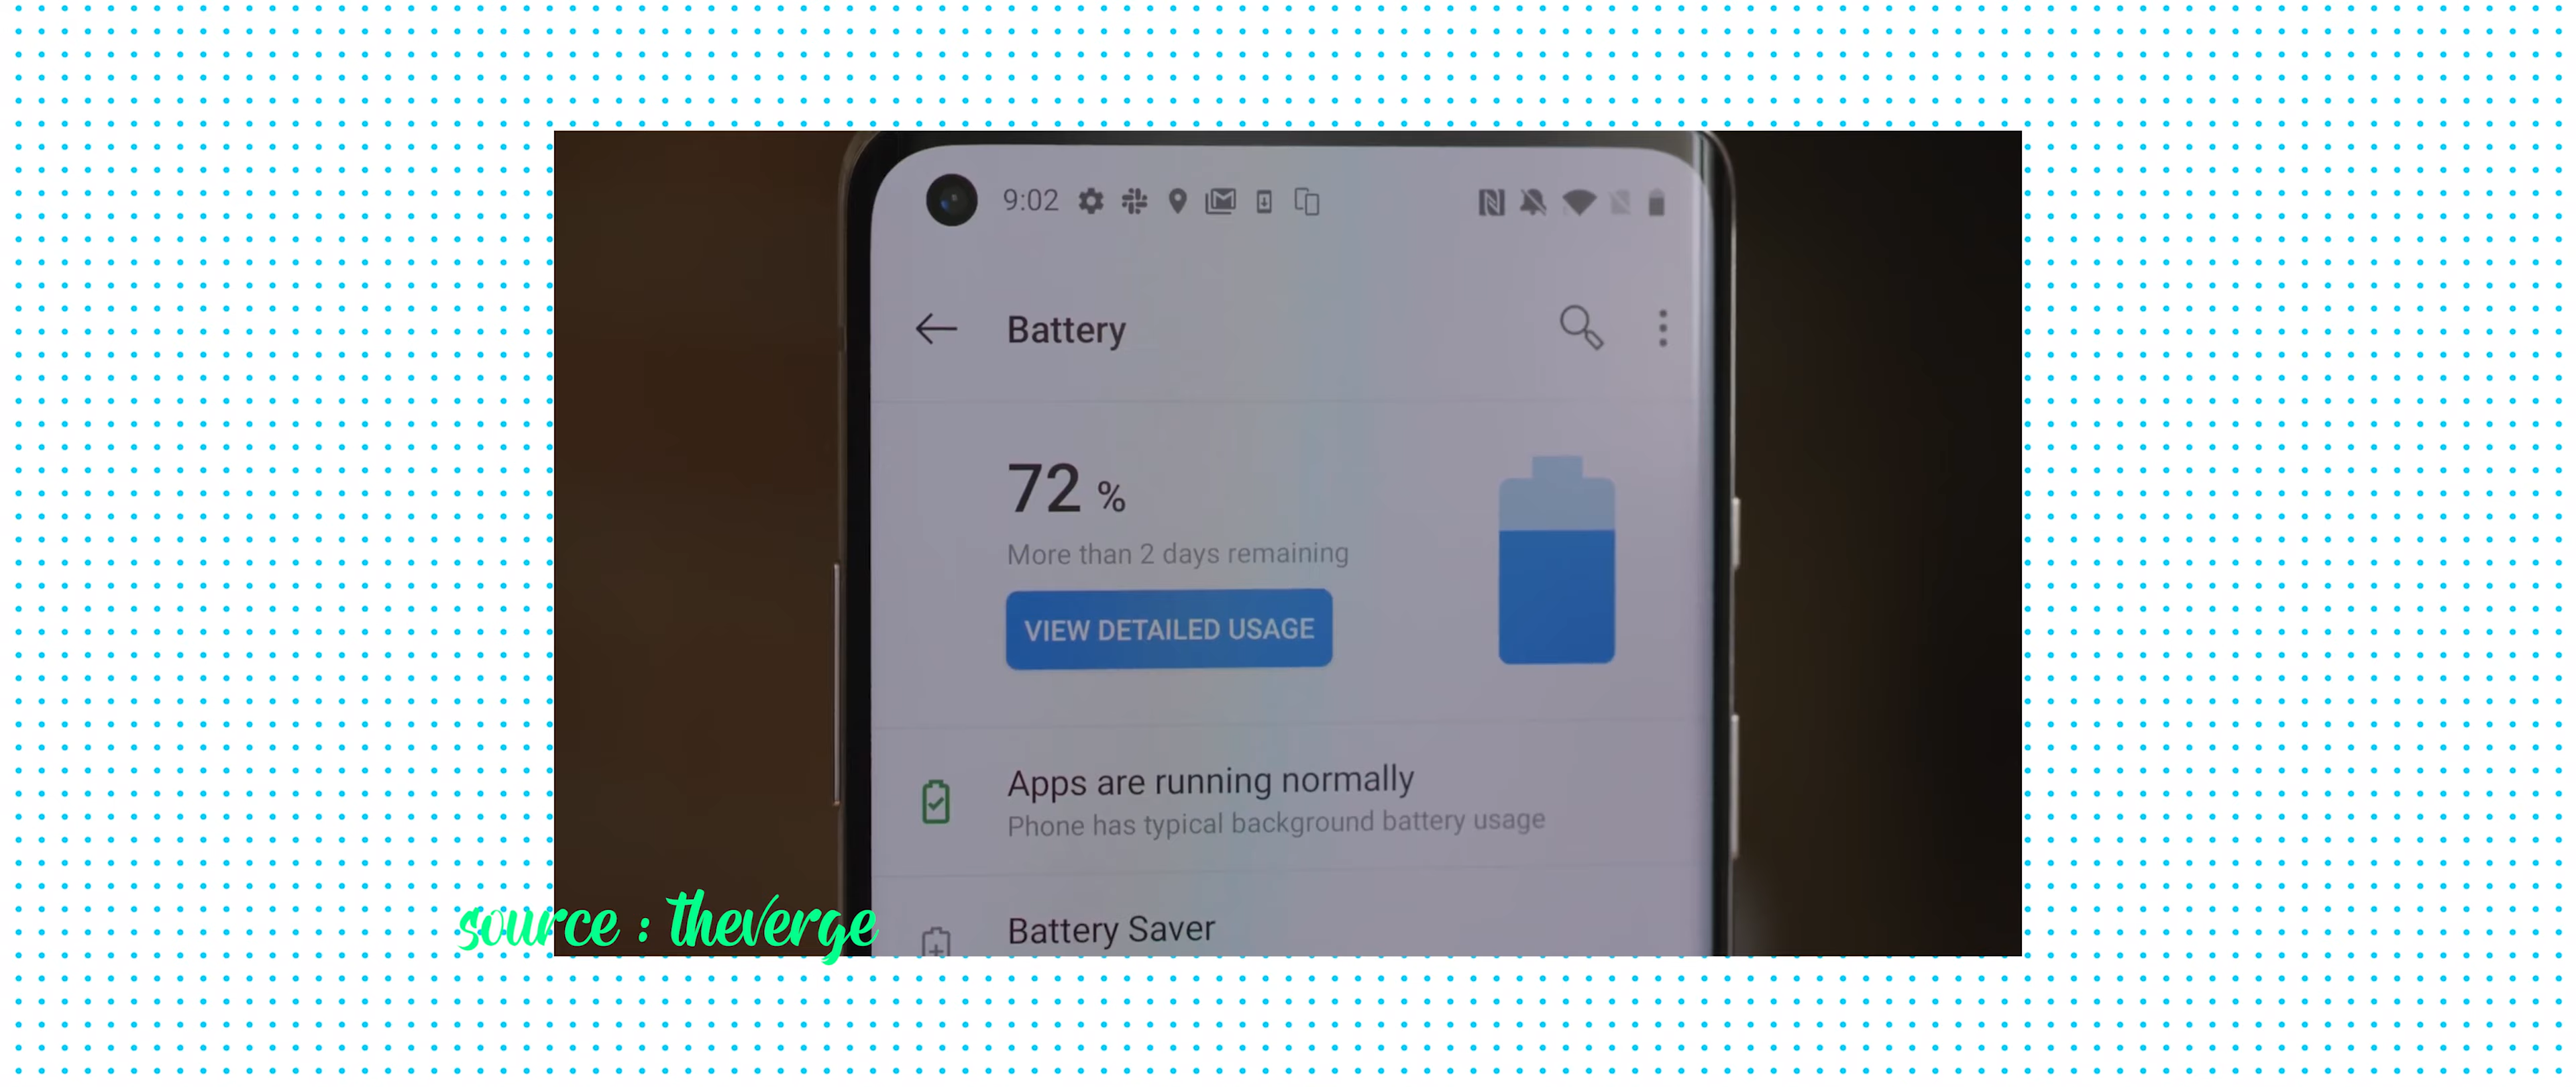 9:02
Battery
72 %
More than 2 days remaining
VIEW DETAILED USAGE
Apps are running normally
Phone has typical background battery usage
Battery Saver
source : theverge